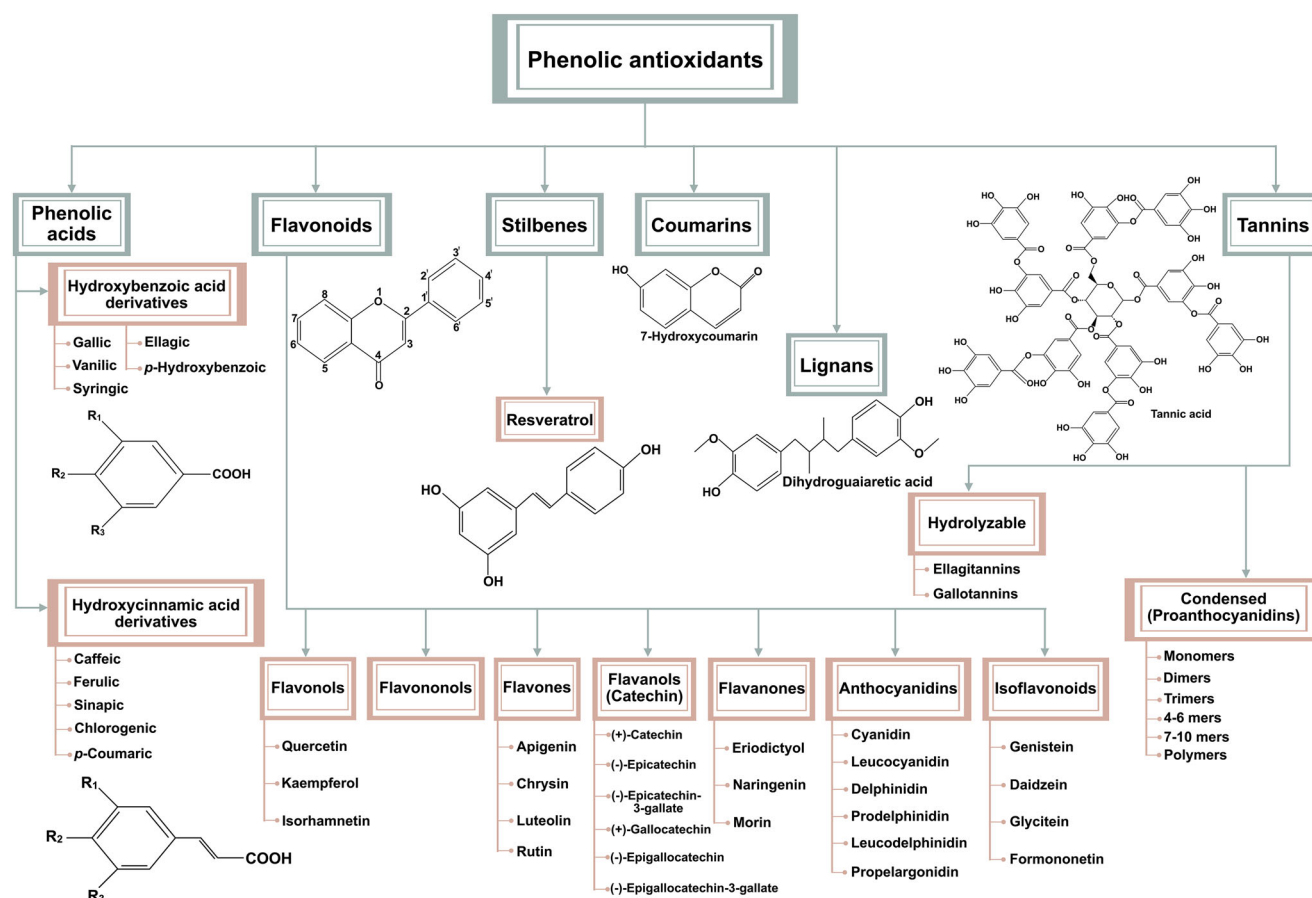 Phenolic antioxidants
Phenolic
acids
Flavonoids
Stilbenes
Coumarins
Lignans
Tannins
Hydroxybenzoic acid
derivatives
Gallic
Vanilic
Syringic
Ellagic
p-Hydroxybenzoic
R1
R2
R3
COOH
Hydroxycinnamic acid
derivatives
Caffeic
Ferulic
Sinapic
Chlorogenic
p-Coumaric
R1
R2
COOH
8
7
6
5
O
1
2
3
4
O
1'
2'
3'
4'
5'
6'
Resveratrol
HO
OH
OH
HO
O
O
7-Hydroxycoumarin
O
OH
OH
O
Dihydroguaiaretic acid
Tannic acid
Hydrolyzable
Ellagitannins
Gallotannins
Condensed
(Proanthocyanidins)
Monomers
Dimers
Trimers
4-6 mers
7-10 mers
Polymers
Flavonols
Quercetin
Kaempferol
Isorhamnetin
Flavononols
Flavones
Apigenin
Chrysin
Luteolin
Rutin
Flavanols
(Catechin)
(+)-Catechin
(-)-Epicatechin
(-)-Epicatechin-
3-gallate
(+)-Gallocatechin
(-)-Epigallocatechin
(-)-Epigallocatechin-3-gallate
Flavanones
Eriodictyol
Naringenin
Morin
Anthocyanidins
Cyanidin
Leucocyanidin
Delphinidin
Prodelphinidin
Leucodelphinidin
Propelargonidin
Isoflavonoids
Genistein
Daidzein
Glycitein
Formononetin